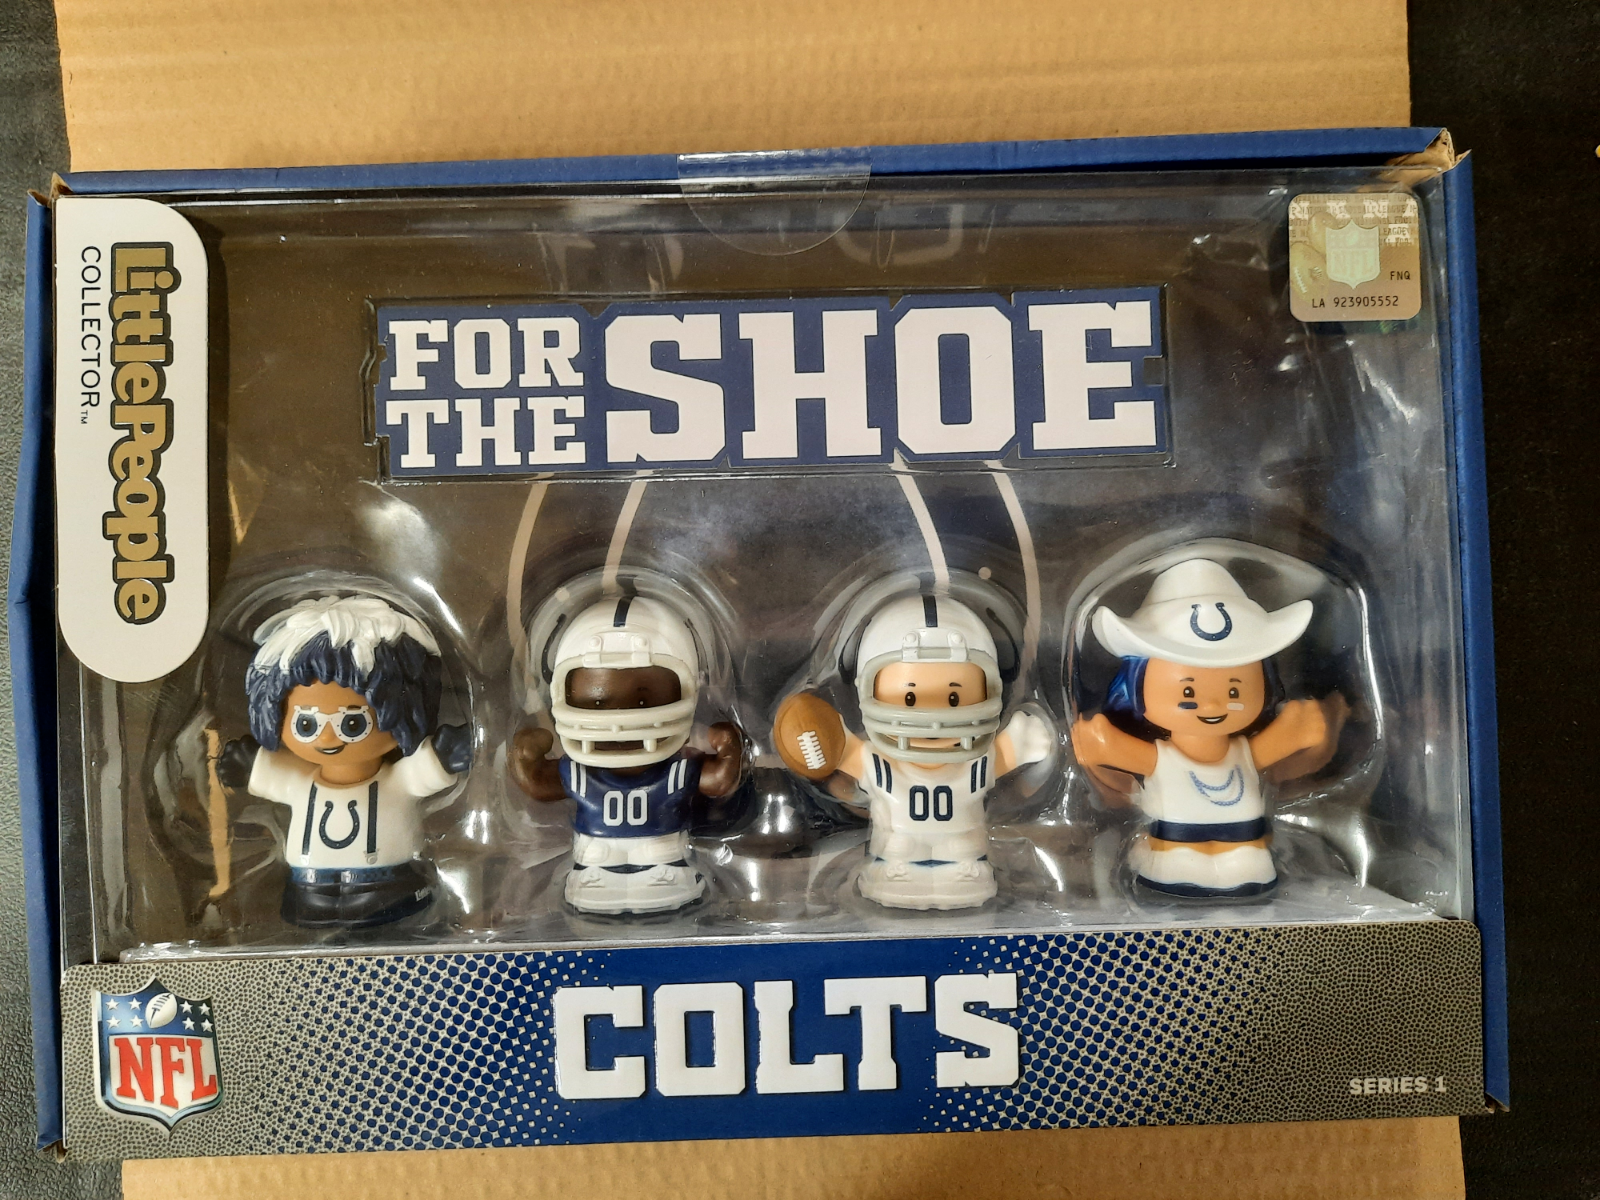 LittlePeople
COLLECTOR™
FOR
THE
SHOE
NFL
FNQ
LA 923905552
00
00
NFL
COLTS
SERIES 1